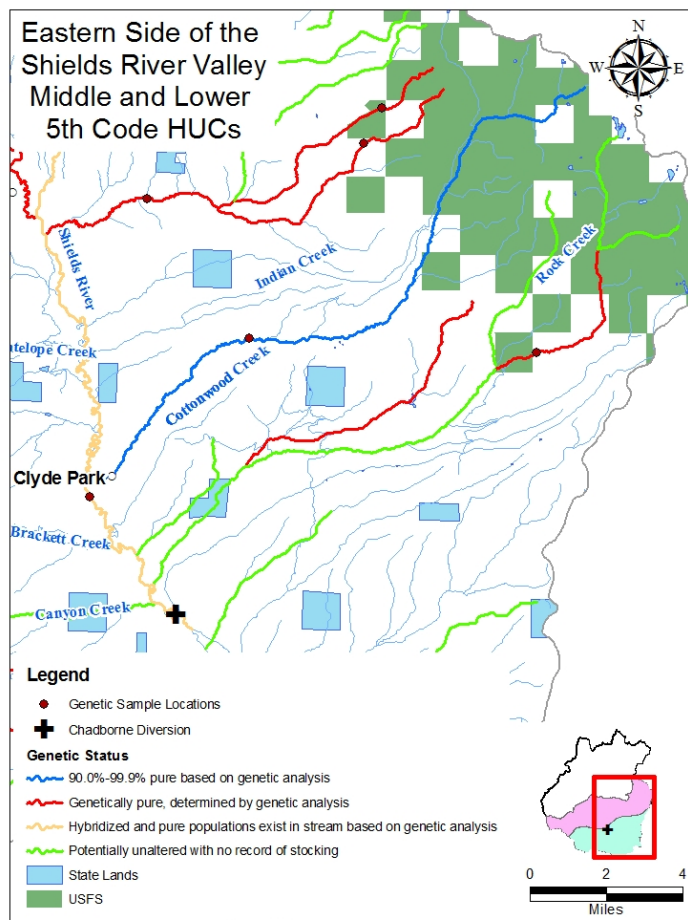 Eastern Side of the
Shields River Valley
Middle and Lower
5th Code HUCs
N
W
E
S
Shields River
Indian Creek
Rock Creek
ntelope Creek
Cottonwood Creek
Clyde Park
Brackett Creek
Canyon Creek
Legend
Genetic Sample Locations
Chadborne Diversion
Genetic Status
90.0%-99.9% pure based on genetic analysis
Genetically pure, determined by genetic analysis
Hybridized and pure populations exist in stream based on genetic analysis
Potentially unaltered with no record of stocking
State Lands
USFS
0 2 4
Miles